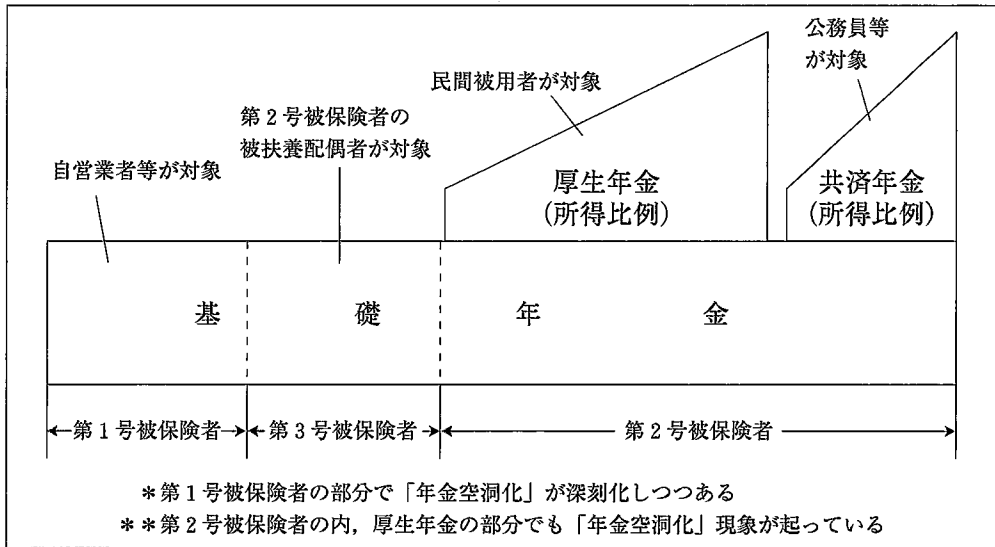 公務員等
が対象
民間被用者が対象
第2号被保険者の
被扶養配偶者が対象
自営業者等が対象
厚生年金
(所得比例)
共済年金
(所得比例)
基礎年金
第1号被保険者
第3号被保険者
第2号被保険者
*第1号被保険者の部分で「年金空洞化」が深刻化しつつある
**第2号被保険者の内,厚生年金の部分でも「年金空洞化」現象が起っている